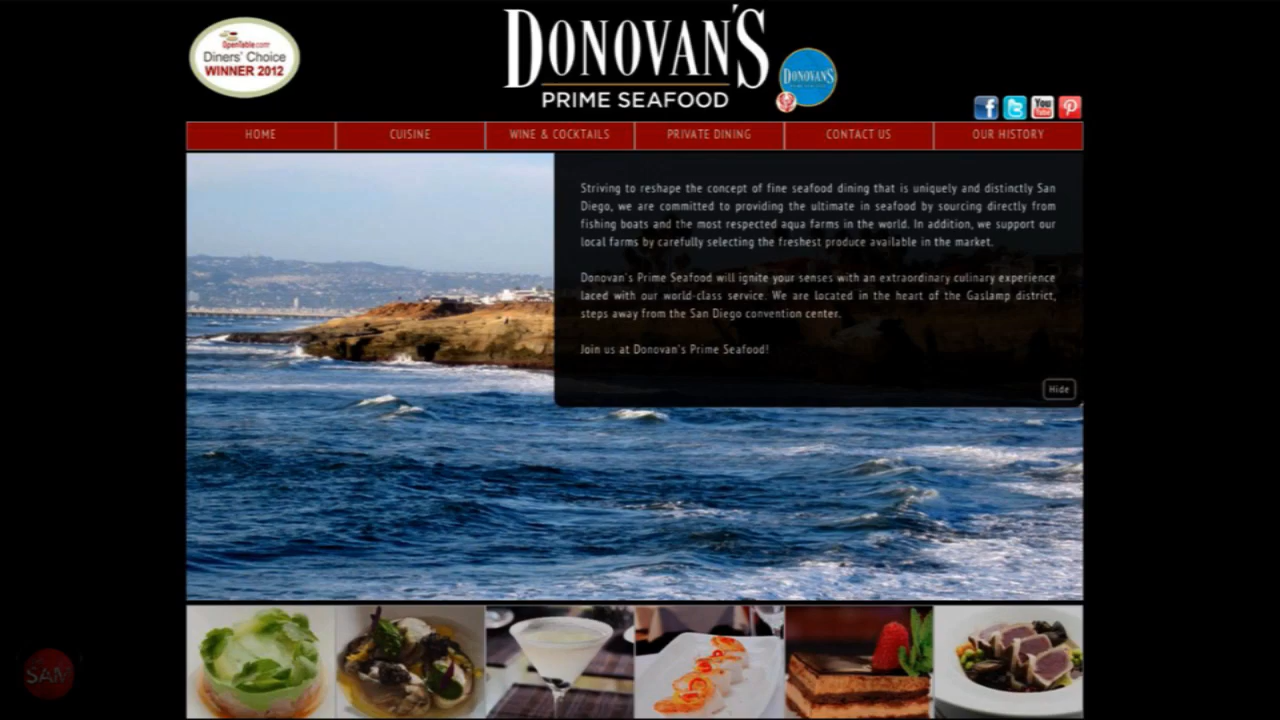 OpenTable.com
Diners' Choice
WINNER 2012
DONOVAN'S
PRIME SEAFOOD
DONOVAN'S
You
Tube
HOME
CUISINE
WINE & COCKTAILS
PRIVATE DINING
CONTACT US
OUR HISTORY
Striving to reshape the concept of fine seafood dining that is uniquely and distinctly San
Diego, we are committed to providing the ultimate in seafood by sourcing directly from
fishing boats and the most respected aqua farms in the world. In addition, we support our
local farms by carefully selecting the freshest produce available in the market.
Donovan's Prime Seafood will ignite your senses with an extraordinary culinary experience
laced with our world-class service. We are located in the heart of the Gaslamp district,
steps away from the San Diego convention center.
Join us at Donovan's Prime Seafood!
Hide
SAN